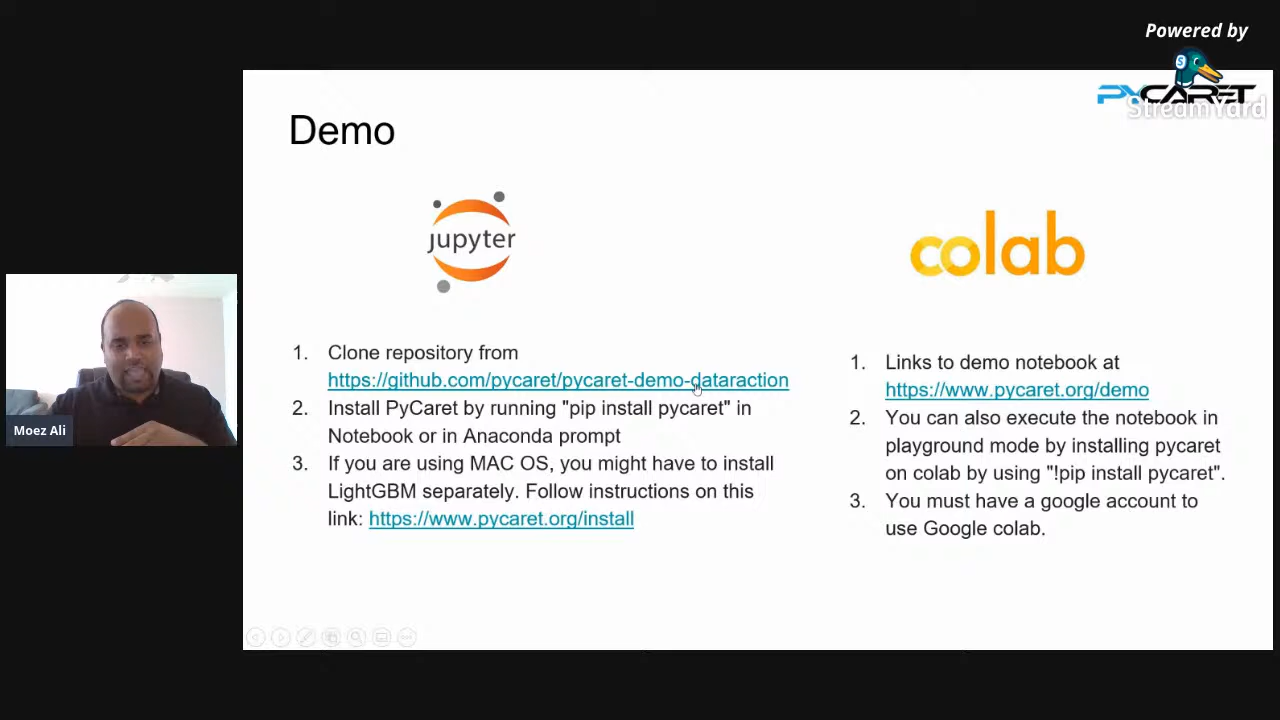 Powered by
StreamYard
PYCARET
Demo
jupyter
colab
1. Clone repository from
https://github.com/pycaret/pycaret-demo-dataraction
2. Install PyCaret by running "pip install pycaret" in
Notebook or in Anaconda prompt
3. If you are using MAC OS, you might have to install
LightGBM separately. Follow instructions on this
link: https://www.pycaret.org/install
1. Links to demo notebook at
https://www.pycaret.org/demo
2. You can also execute the notebook in
playground mode by installing pycaret
on colab by using "!pip install pycaret".
3. You must have a google account to
use Google colab.
Moez Ali